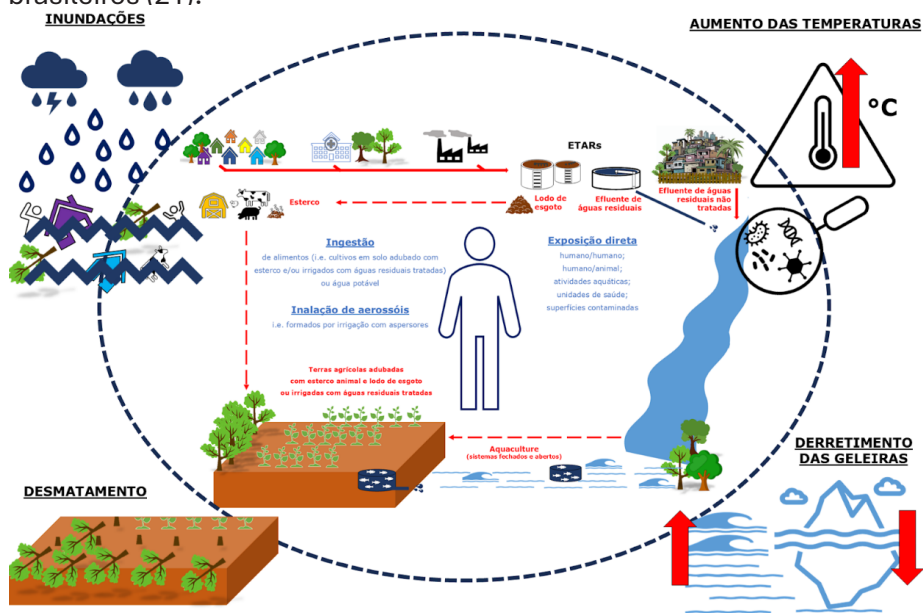 brasileiros (21).
INUNDAÇÕES
AUMENTO DAS TEMPERATURAS
°C
ETARs
Esterco
Lodo de
esgoto
Efluente de
águas residuais
Efluente de águas
residuais não
tratadas
Ingestão
de alimentos (i.e. cultivos em solo adubado com
esterco e/ou irrigados com águas residuais tratadas)
ou água potável
Inalação de aerossóis
i.e. formados por irrigação com aspersores
Exposição direta
humano/humano;
humano/animal;
atividades aquáticas;
unidades de saúde;
superfícies contaminadas
Terras agrícolas adubadas
com esterco animal e lodo de esgoto
ou irrigadas com águas residuais tratadas
Aquaculture
(sistemas fechados e abertos)
DESMATAMENTO
DERRETIMENTO
DAS GELEIRAS